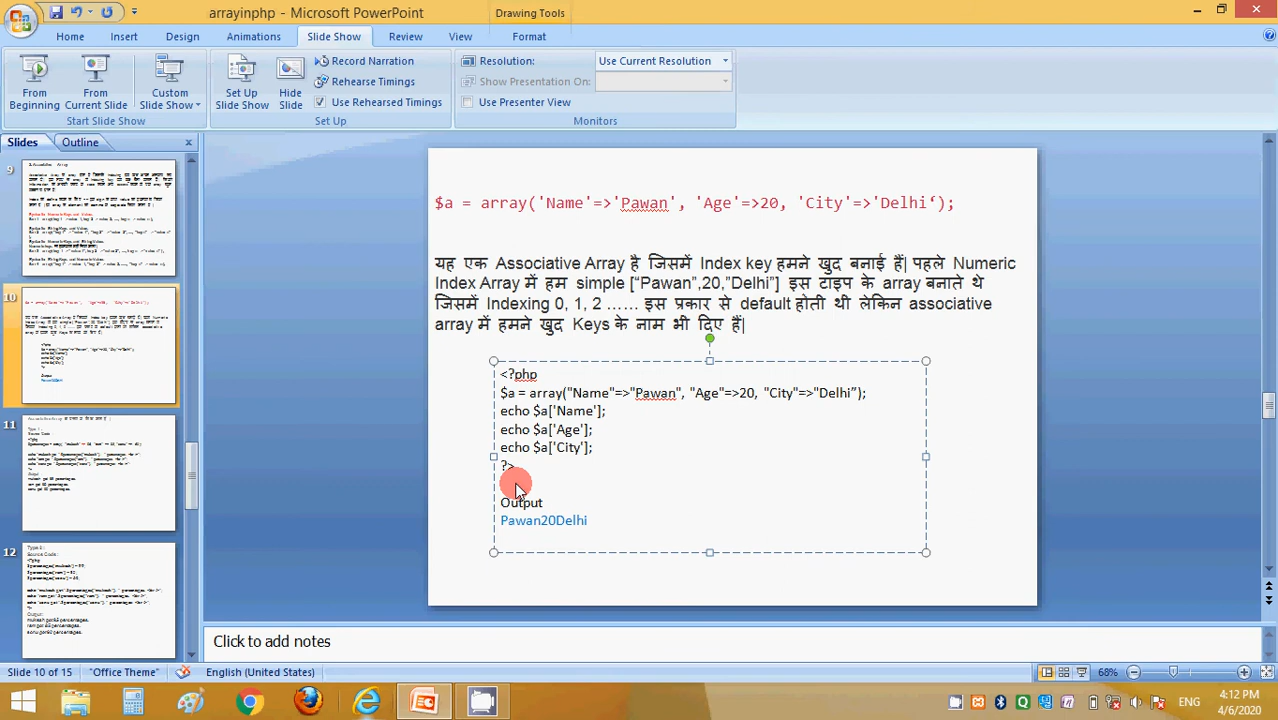 arrayinphp - Microsoft PowerPoint
Drawing Tools
Home Insert Design Animations Slide Show Review View Format
From Beginning
From Current Slide
Custom Slide Show
Start Slide Show
Set Up Slide Show
Hide Slide
Record Narration
Rehearse Timings
Use Rehearsed Timings
Set Up
Resolution: Use Current Resolution
Show Presentation On:
Use Presenter View
Monitors
Slides Outline
9
10
11
12
$a = array('Name'=>'Pawan', 'Age'=>20, 'City'=>'Delhi‘);
यह एक Associative Array है जिसमें Index key हमने खुद बनाई हैं| पहले Numeric
Index Array में हम simple [“Pawan”,20,”Delhi”] इस टाइप के array बनाते थे
जिसमें Indexing 0, 1, 2 …… इस प्रकार से default होती थी लेकिन associative
array में हमने खुद Keys के नाम भी दिए हैं|
<?php
$a = array("Name"=>"Pawan", "Age"=>20, "City"=>"Delhi”);
echo $a['Name'];
echo $a['Age'];
echo $a['City'];
?>
Output
Pawan20Delhi
Click to add notes
Slide 10 of 15
"Office Theme"
English (United States)
68%
ENG
4:12 PM
4/6/2020